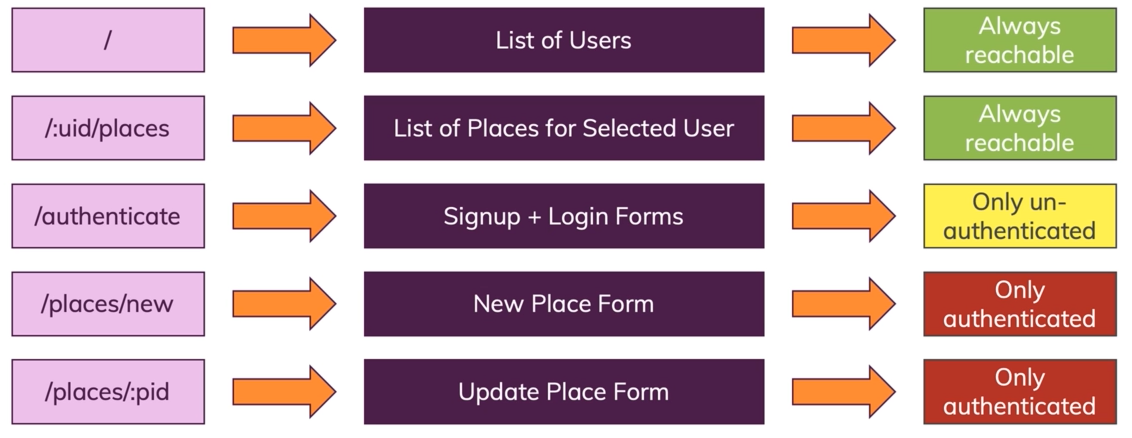 /
List of Users
Always
reachable
/:uid/places
List of Places for Selected User
Always
reachable
/authenticate
Signup + Login Forms
Only un-
authenticated
/places/new
New Place Form
Only
authenticated
/places/:pid
Update Place Form
Only
authenticated